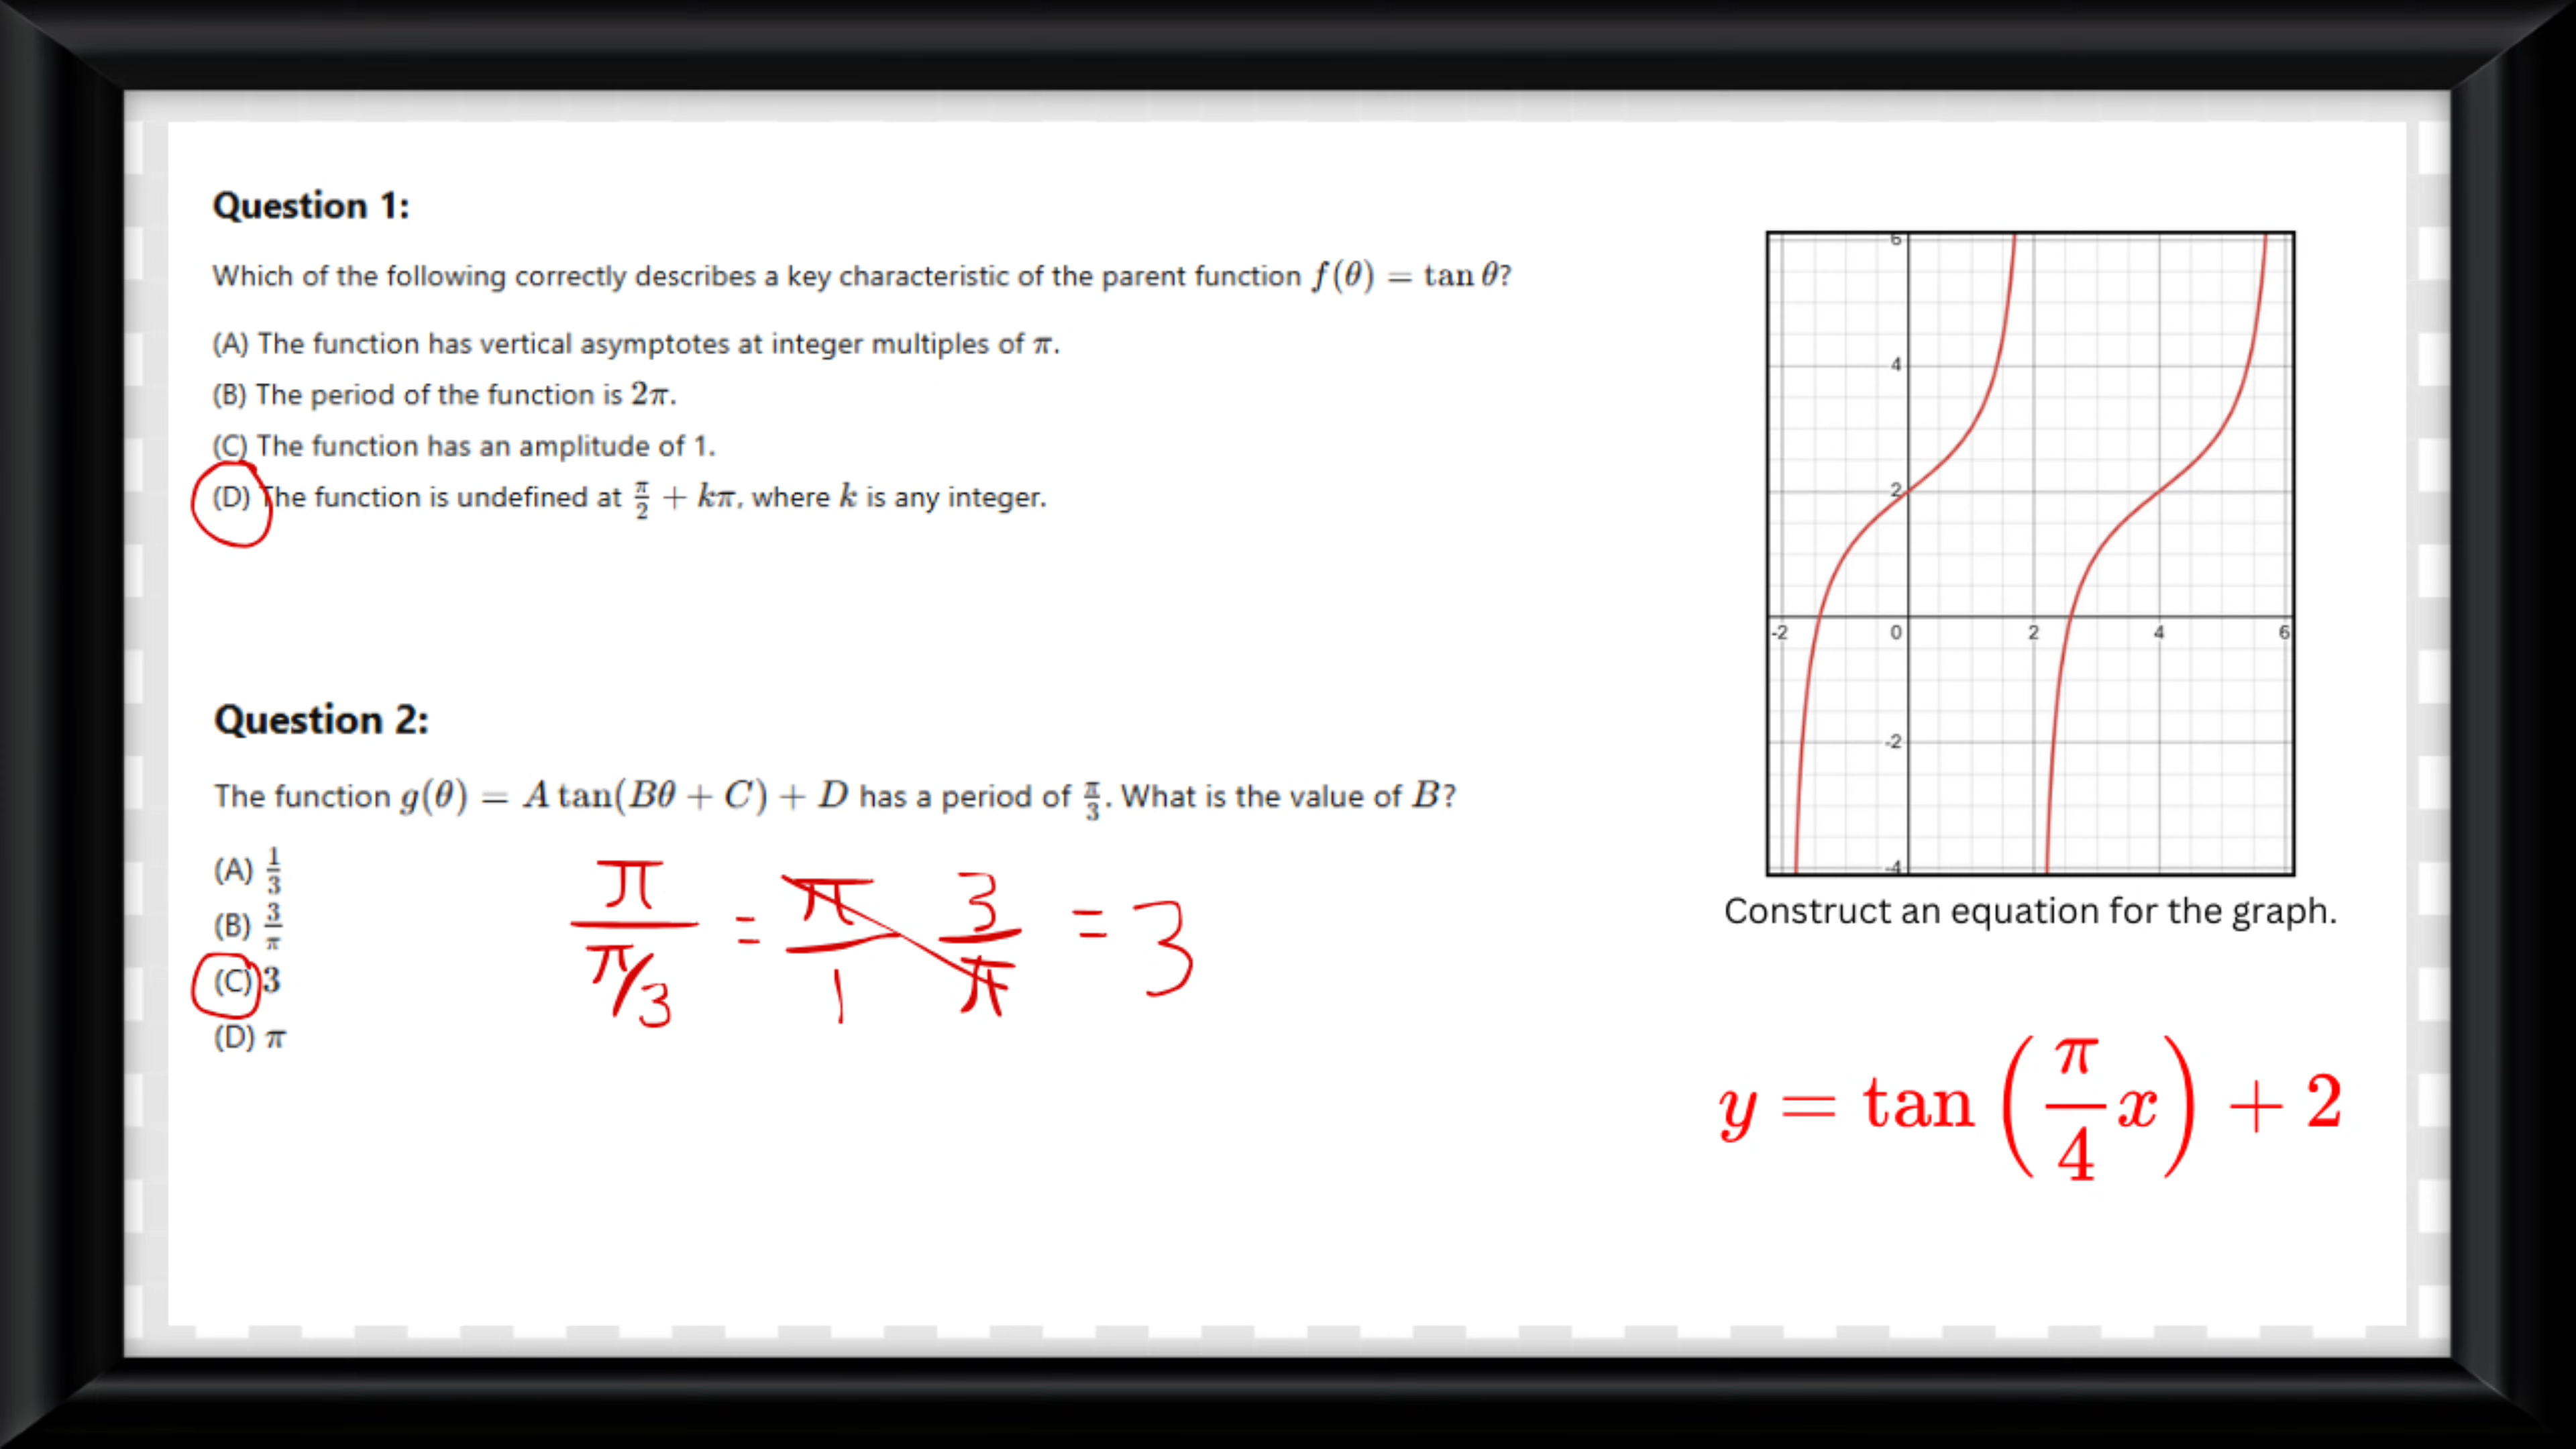 Question 1:
Which of the following correctly describes a key characteristic of the parent function f(θ) = tan θ?
(A) The function has vertical asymptotes at integer multiples of π.
(B) The period of the function is 2π.
(C) The function has an amplitude of 1.
(D) The function is undefined at π/2 + kπ, where k is any integer.
Question 2:
The function g(θ) = A tan(Bθ + C) + D has a period of π/3. What is the value of B?
(A) 1/3
(B) 3/π
(C) 3
(D) π
π/(π/3) = π/1 3/π = 3
6
4
2
-2 0 2 4 6
-2
-4
Construct an equation for the graph.
y = tan(π/4 x) + 2